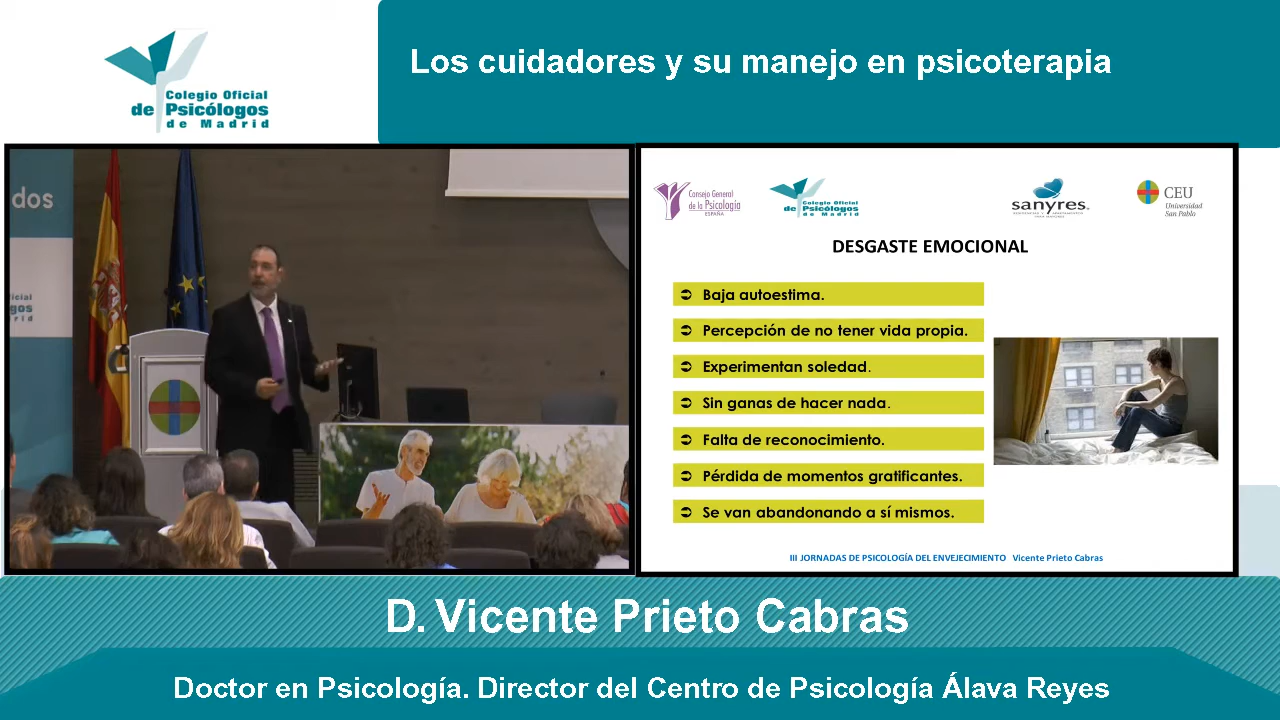 Colegio Oficial
de Psicólogos
de Madrid
Los cuidadores y su manejo en psicoterapia
dos
Consejo General
de la Psicología
ESPAÑA
Colegio Oficial
de Psicólogos
de Madrid
sanyres
CEU
Universidad
San Pablo
DESGASTE EMOCIONAL
➲ Baja autoestima.
➲ Percepción de no tener vida propia.
➲ Experimentan soledad.
➲ Sin ganas de hacer nada.
➲ Falta de reconocimiento.
➲ Pérdida de momentos gratificantes.
➲ Se van abandonando a sí mismos.
III JORNADAS DE PSICOLOGÍA DEL ENVEJECIMIENTO Vicente Prieto Cabras
D. Vicente Prieto Cabras
Doctor en Psicología. Director del Centro de Psicología Álava Reyes